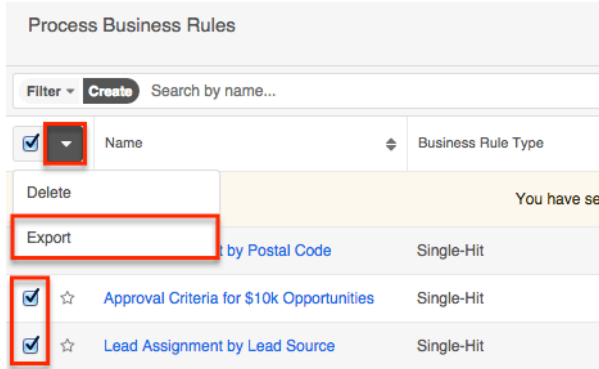 Process Business Rules
Filter Create Search by name...
Name Business Rule Type
Delete
You have se
Export
t by Postal Code Single-Hit
Approval Criteria for $10k Opportunities Single-Hit
Lead Assignment by Lead Source Single-Hit